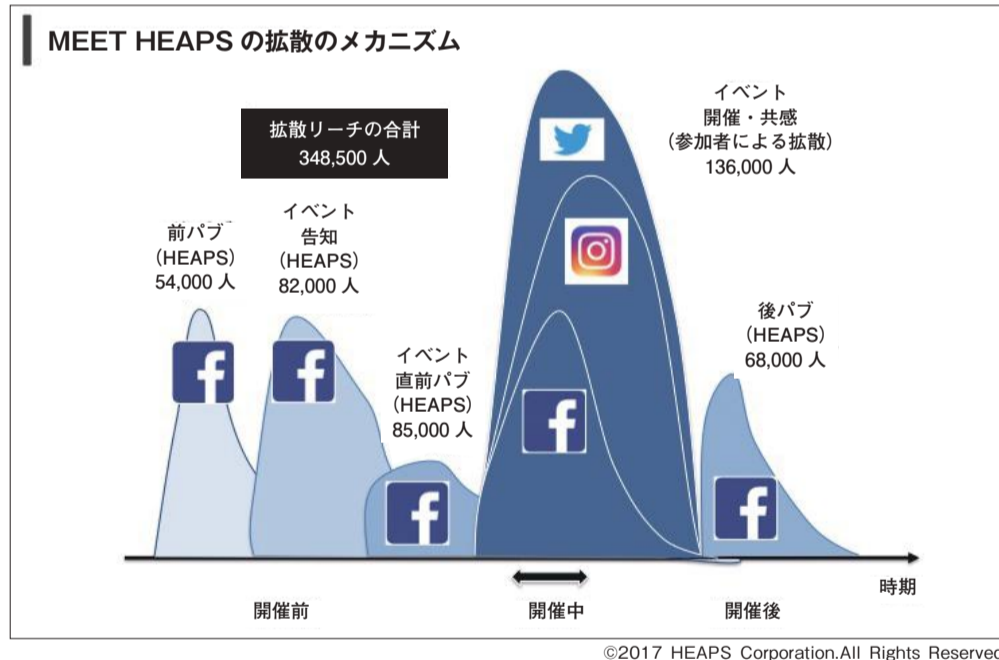 MEET HEAPS の拡散のメカニズム
拡散リーチの合計
348,500 人
前パブ
(HEAPS)
54,000 人
イベント
告知
(HEAPS)
82,000 人
イベント
直前パブ
(HEAPS)
85,000 人
イベント
開催・共感
(参加者による拡散)
136,000 人
後パブ
(HEAPS)
68,000 人
時期
開催前
開催中
開催後
©2017 HEAPS Corporation.All Rights Reserved